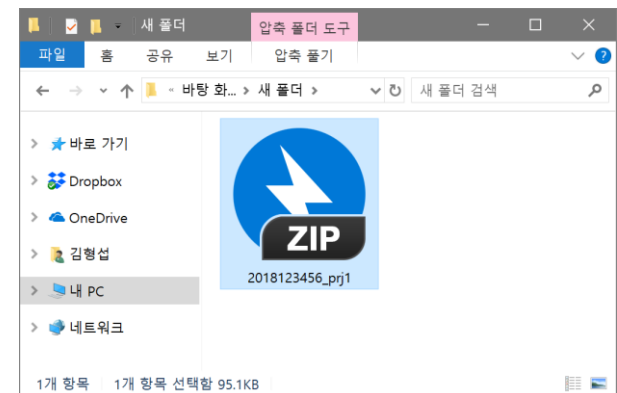 새 폴더
압축 폴더 도구
파일 홈 공유 보기 압축 풀기
« 바탕 화... > 새 폴더 >
새 폴더 검색
바로 가기
Dropbox
OneDrive
김형섭
내 PC
네트워크
ZIP
2018123456_prj1
1개 항목 1개 항목 선택함 95.1KB